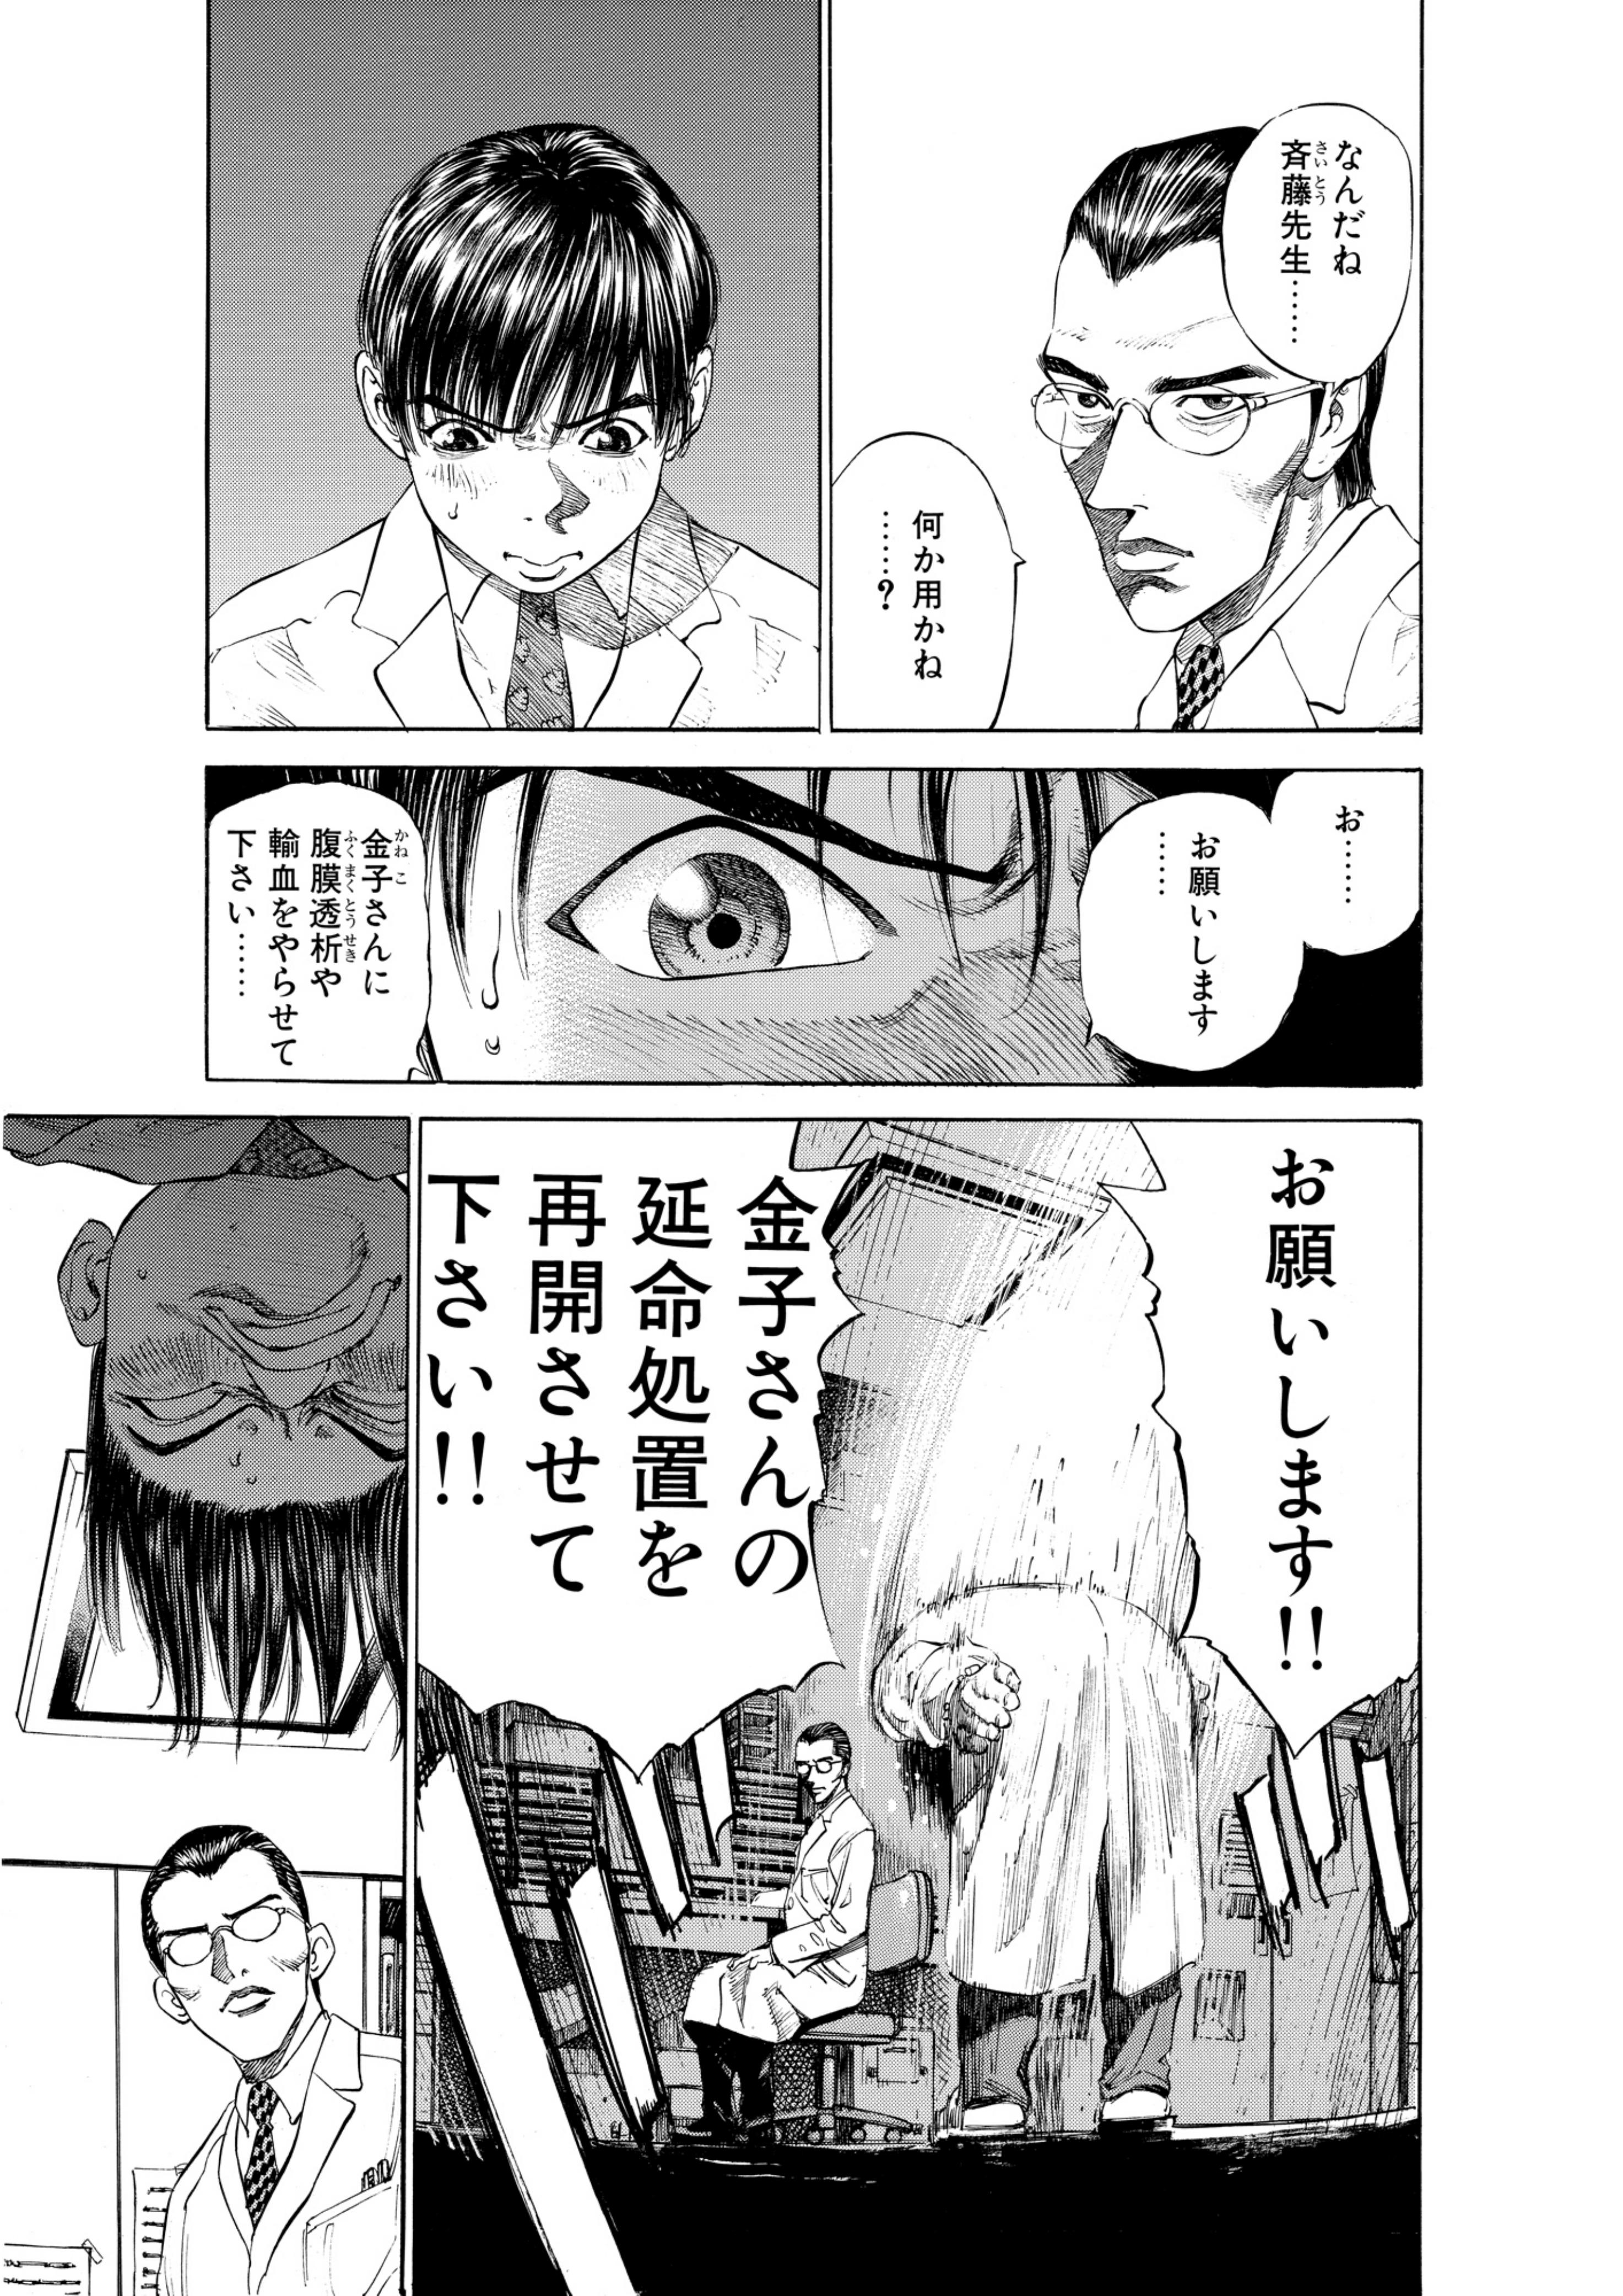 なんだね
斉藤先生……
何か用かね
……?
お……
お願いします
……
金子さんに
腹膜透析や
輸血をやらせて
下さい……
お願いします!!
金子さんの
延命処置を
再開させて
下さい!!